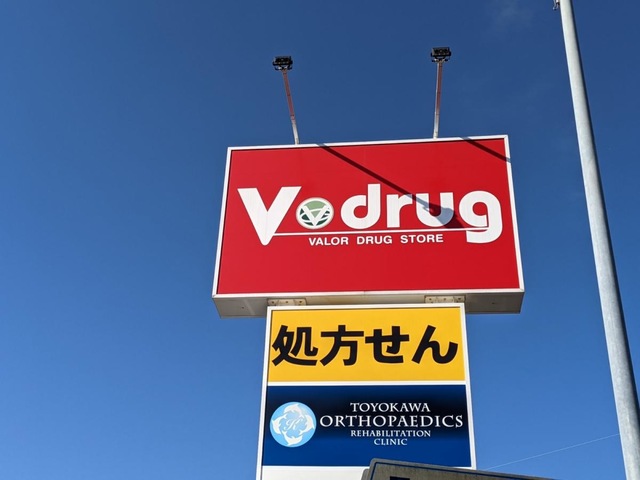 V drug
VALOR DRUG STORE
処方せん
TOYOKAWA
ORTHOPAEDICS
REHABILITATION
CLINIC